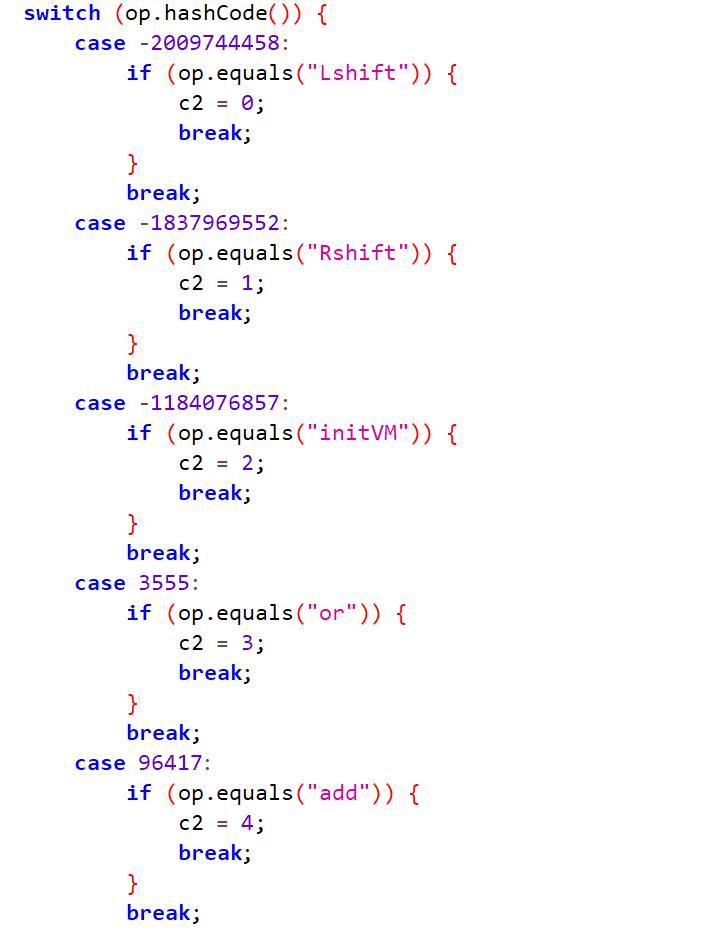 switch (op.hashCode()) {
    case -2009744458:
        if (op.equals("Lshift")) {
            c2 = 0;
            break;
        }
        break;
    case -1837969552:
        if (op.equals("Rshift")) {
            c2 = 1;
            break;
        }
        break;
    case -1184076857:
        if (op.equals("initVM")) {
            c2 = 2;
            break;
        }
        break;
    case 3555:
        if (op.equals("or")) {
            c2 = 3;
            break;
        }
        break;
    case 96417:
        if (op.equals("add")) {
            c2 = 4;
            break;
        }
        break;